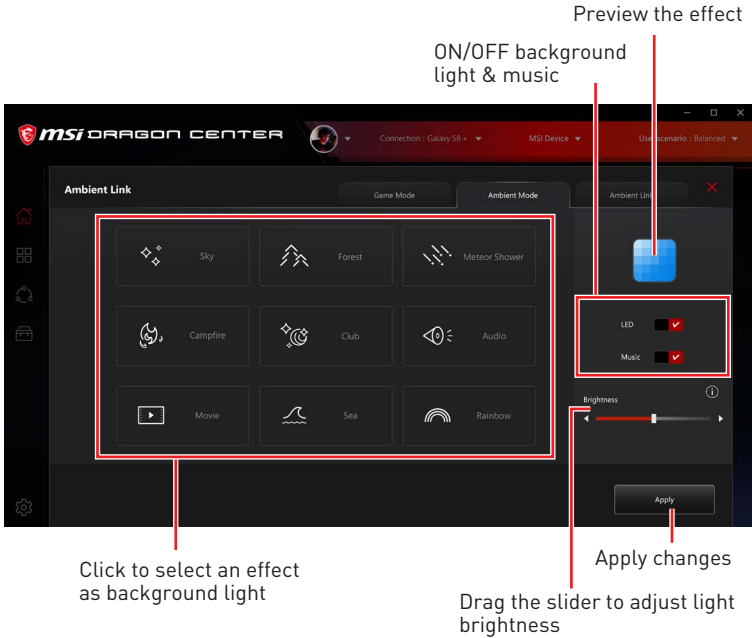 Preview the effect
ON/OFF background
light & music
msi DRAGON CENTER
Connection : Galaxy S8 +
MSI Device
User scenario : Balanced
Ambient Link
Game Mode
Ambient Mode
Ambient Link
Sky
Forest
Meteor Shower
LED
Campfire
Club
Audio
Music
Brightness
Movie
Sea
Rainbow
Apply
Click to select an effect
as background light
Apply changes
Drag the slider to adjust light
brightness